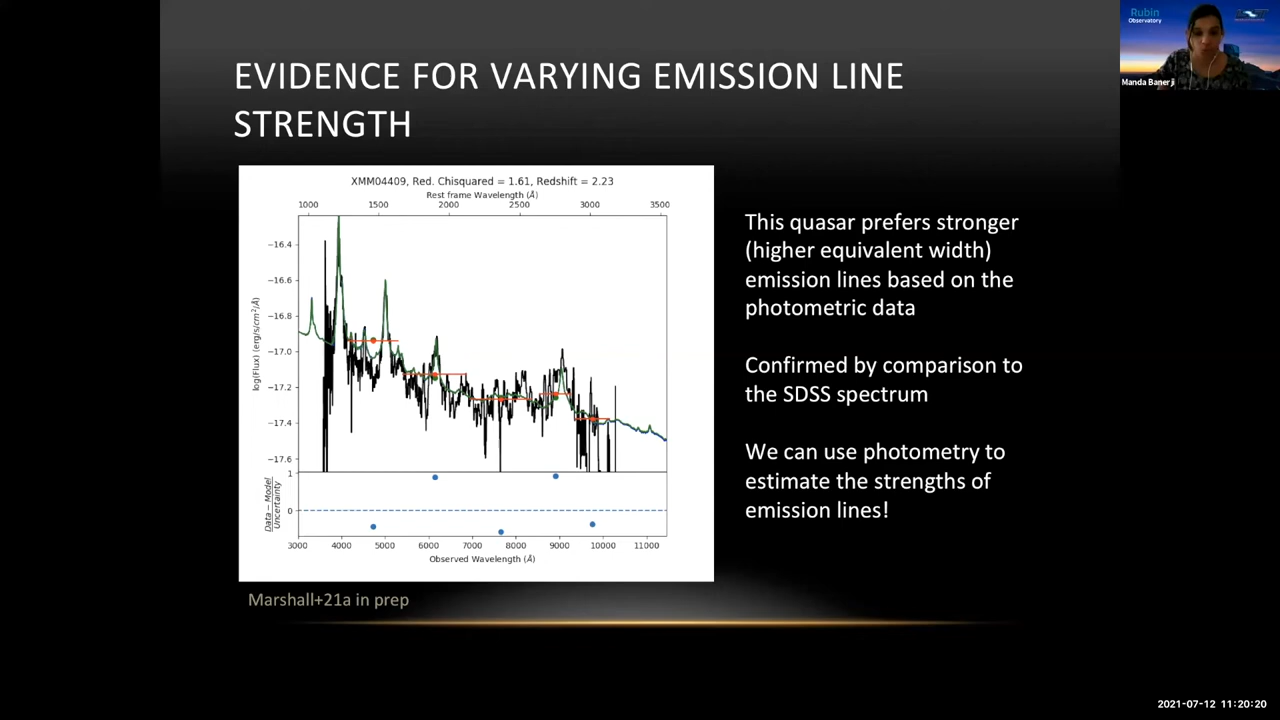 Rubin
Observatory
Manda Banerji
EVIDENCE FOR VARYING EMISSION LINE
STRENGTH
XMM04409, Red. Chisquared = 1.61, Redshift = 2.23
Rest frame Wavelength (Å)
1000 1500 2000 2500 3000 3500
log(Flux) (erg/s/cm²/Å)
−16.4
−16.6
−16.8
−17.0
−17.2
−17.4
−17.6
Data − Model
Uncertainty
1
0
3000 4000 5000 6000 7000 8000 9000 10000 11000
Observed Wavelength (Å)
Marshall+21a in prep
This quasar prefers stronger
(higher equivalent width)
emission lines based on the
photometric data
Confirmed by comparison to
the SDSS spectrum
We can use photometry to
estimate the strengths of
emission lines!
2021-07-12 11:20:20